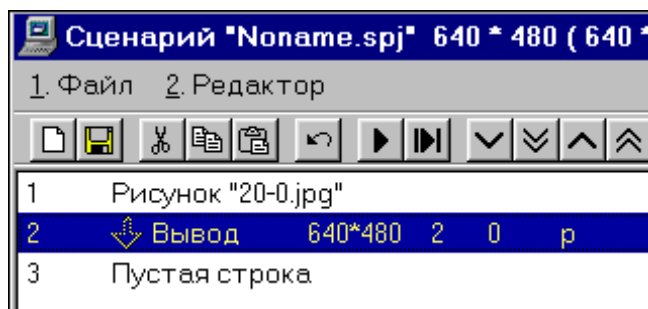 Сценарий "Noname.spj" 640 * 480 ( 640 *
1. Файл 2. Редактор
1 Рисунок "20-0.jpg"
2 Вывод 640*480 2 0 р
3 Пустая строка